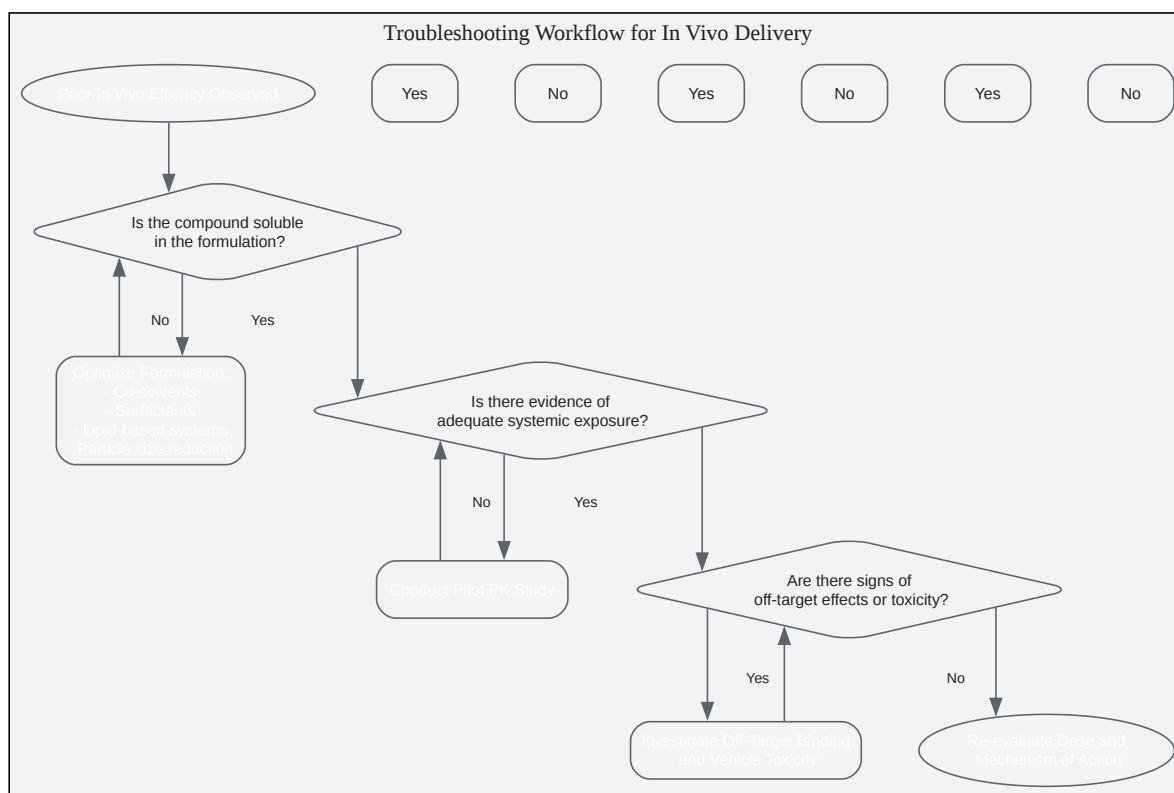 Troubleshooting Workflow for In Vivo Delivery
Poor In Vivo Efficacy Observed
Yes
No
Yes
No
Yes
No
Is the compound soluble
in the formulation?
No
Yes
Optimize Formulation:
- Co-solvents
- Surfactants
- Lipid-based systems
- Particle size reduction
Is there evidence of
adequate systemic exposure?
No
Yes
Conduct Pilot PK Study
Are there signs of
off-target effects or toxicity?
Yes
No
Investigate Off-Target Binding
and Vehicle Toxicity
Re-evaluate Dose and
Mechanism of Action